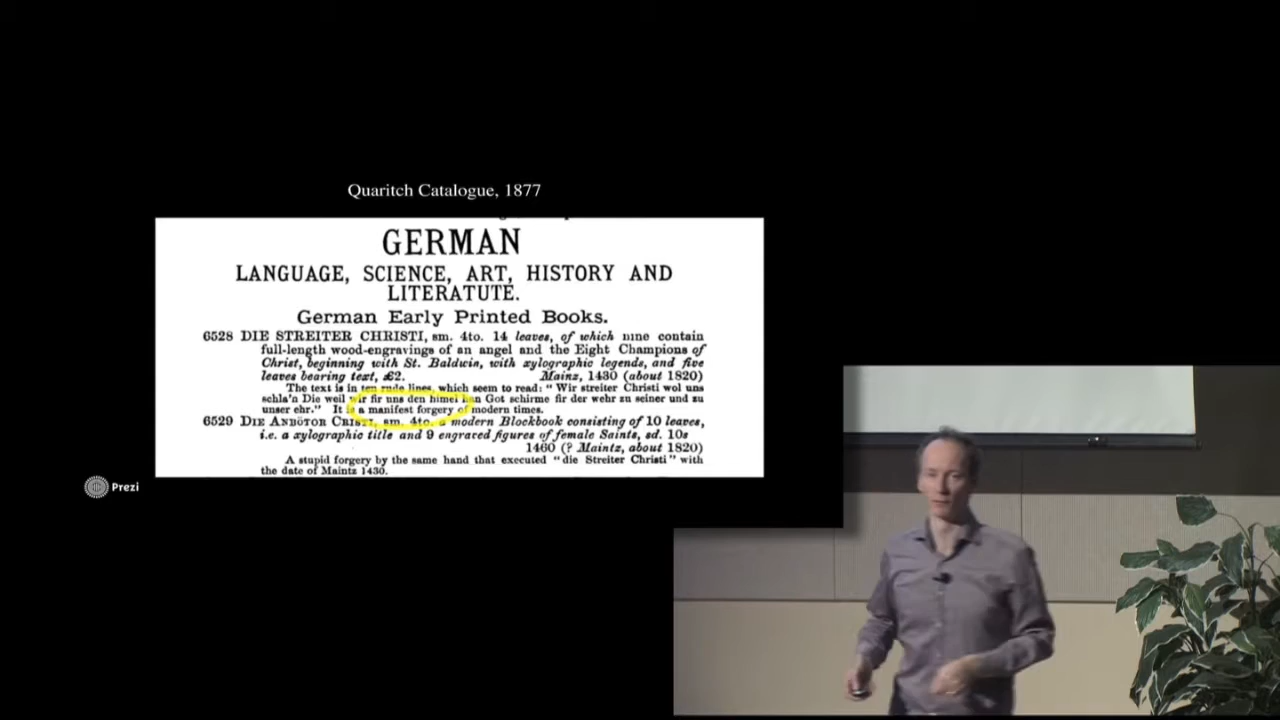 Quaritch Catalogue, 1877
GERMAN
LANGUAGE, SCIENCE, ART, HISTORY AND
LITERATUTE.
German Early Printed Books.
6528 DIE STREITER CHRISTI, sm. 4to. 14 leaves, of which nine contain
full-length wood-engravings of an angel and the Eight Champions of
Christ, beginning with St. Baldwin, with xylographic legends, and five
leaves bearing text, £2. Mainz, 1430 (about 1820)
The text is in ten rude lines, which seem to read: "Wir streiter Christi wol uns
schla'n Die weil wir fir uns den himel han Got schirme fir der wehr zu seiner und zu
unser ehr." It is a manifest forgery of modern times.
6529 DIE ANDÖTOR CRISTI, sm. 4to. a modern Blockbook consisting of 10 leaves,
i.e. a xylographic title and 9 engraved figures of female Saints, sd. 10s
1460 (? Maintz, about 1820)
A stupid forgery by the same hand that executed "die Streiter Christi" with
the date of Maintz 1430.
Prezi